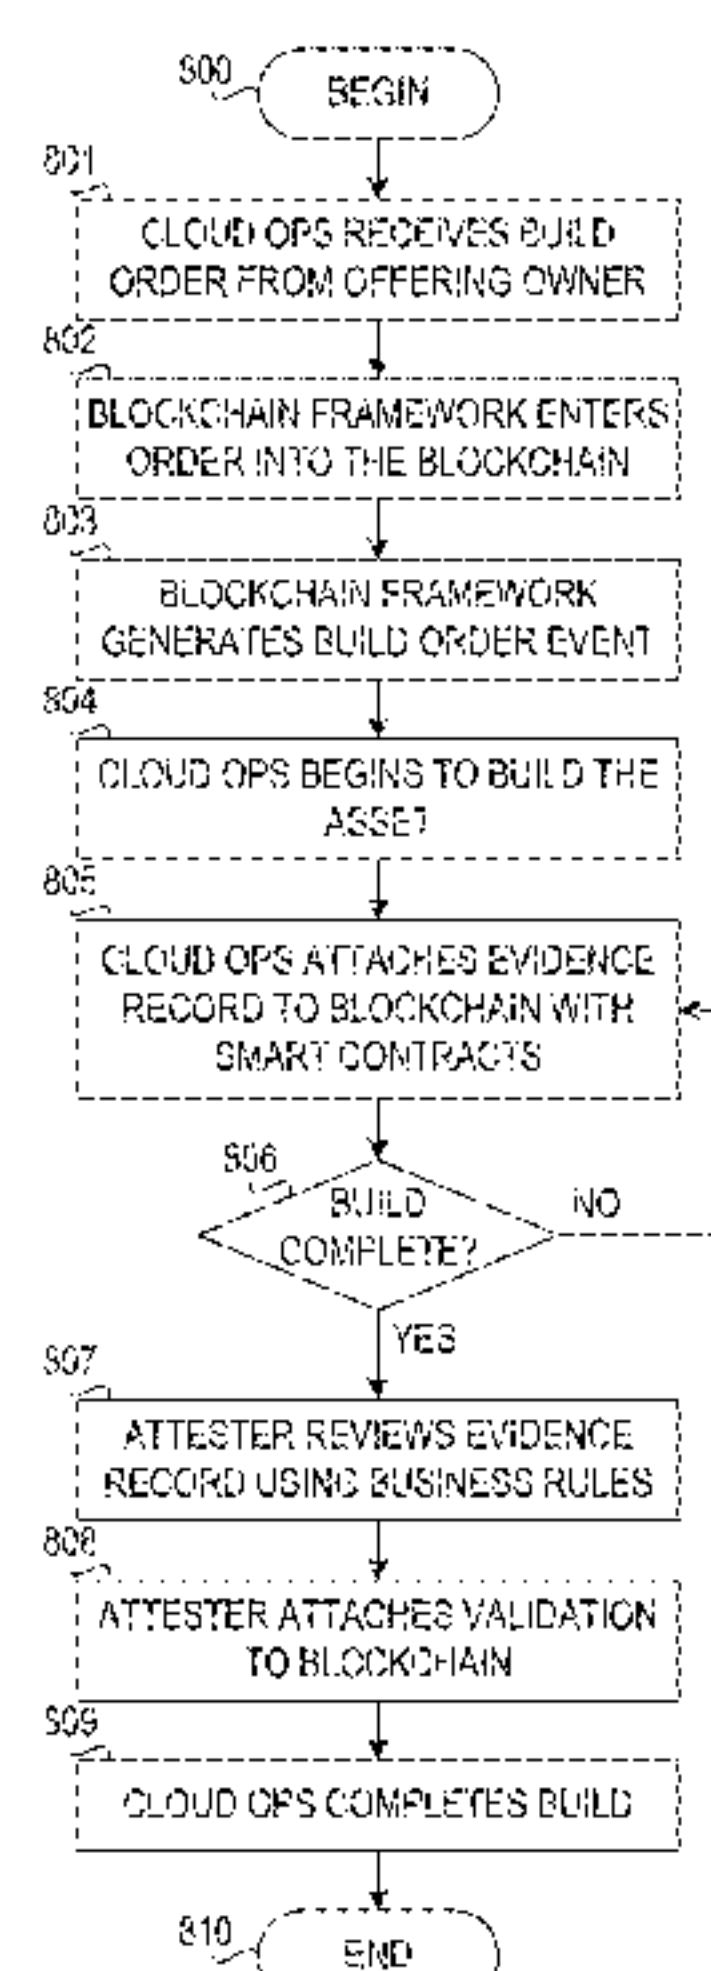 800
BEGIN
801
CLOUD OPS RECEIVES BUILD
ORDER FROM OFFERING OWNER
802
BLOCKCHAIN FRAMEWORK ENTERS
ORDER INTO THE BLOCKCHAIN
803
BLOCKCHAIN FRAMEWORK
GENERATES BUILD ORDER EVENT
804
CLOUD OPS BEGINS TO BUILD THE
ASSET
805
CLOUD OPS ATTACHES EVIDENCE
RECORD TO BLOCKCHAIN WITH
SMART CONTRACTS
806
BUILD
COMPLETE?
NO
YES
807
ATTESTER REVIEWS EVIDENCE
RECORD USING BUSINESS RULES
808
ATTESTER ATTACHES VALIDATION
TO BLOCKCHAIN
809
CLOUD OPS COMPLETES BUILD
810
END